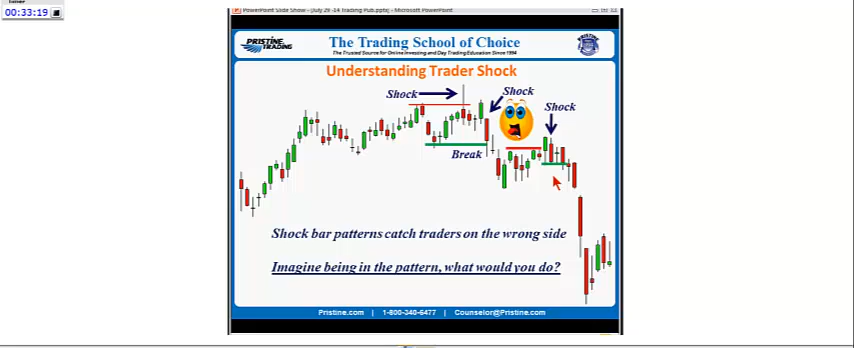 timer
00:33:19
PowerPoint Slide Show - [July 29 -14 Trading Pub.pptx] - Microsoft PowerPoint
PRISTINE
TRADING
The Trading School of Choice
The Trusted Source for Online Investing and Day Trading Education Since 1994
Understanding Trader Shock
Shock
Shock
Shock
Break
Shock bar patterns catch traders on the wrong side
Imagine being in the pattern, what would you do?
Pristine.com | 1-800-340-6477 | Counselor@Pristine.com